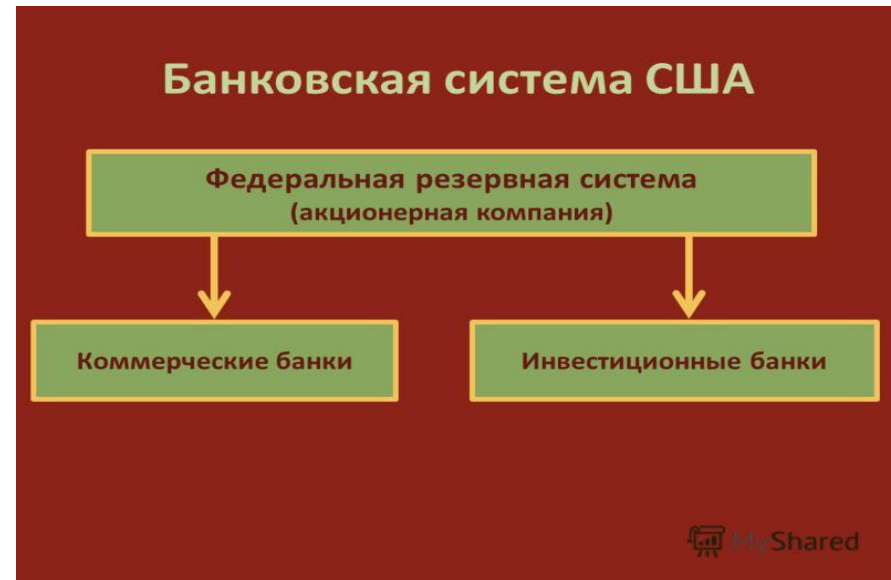 Банковская система США
Федеральная резервная система
(акционерная компания)
Коммерческие банки
Инвестиционные банки
MyShared